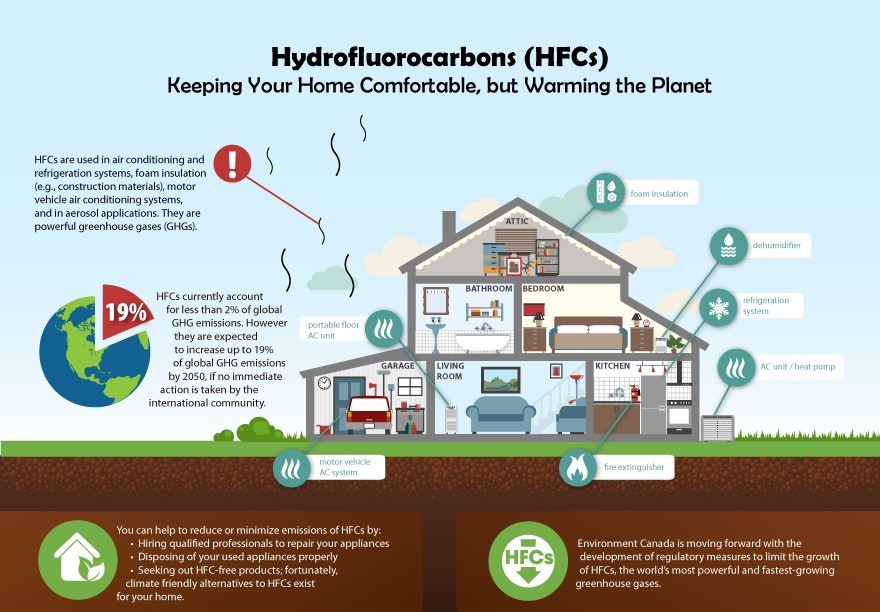 Hydrofluorocarbons (HFCs)
Keeping Your Home Comfortable, but Warming the Planet
HFCs are used in air conditioning and
refrigeration systems, foam insulation
(e.g., construction materials), motor
vehicle air conditioning systems,
and in aerosol applications. They are
powerful greenhouse gases (GHGs).
!
19%
HFCs currently account
for less than 2% of global
GHG emissions. However
they are expected
to increase up to 19%
of global GHG emissions
by 2050, if no immediate
action is taken by the
international community.
foam insulation
ATTIC
dehumidifier
BATHROOM
BEDROOM
refrigeration
system
portable floor
AC unit
GARAGE
LIVING
ROOM
KITCHEN
AC unit / heat pump
motor vehicle
AC system
fire extinguisher
You can help to reduce or minimize emissions of HFCs by:
• Hiring qualified professionals to repair your appliances
• Disposing of your used appliances properly
• Seeking out HFC-free products; fortunately,
climate friendly alternatives to HFCs exist
for your home.
HFCs
Environment Canada is moving forward with the
development of regulatory measures to limit the growth
of HFCs, the world's most powerful and fastest-growing
greenhouse gases.